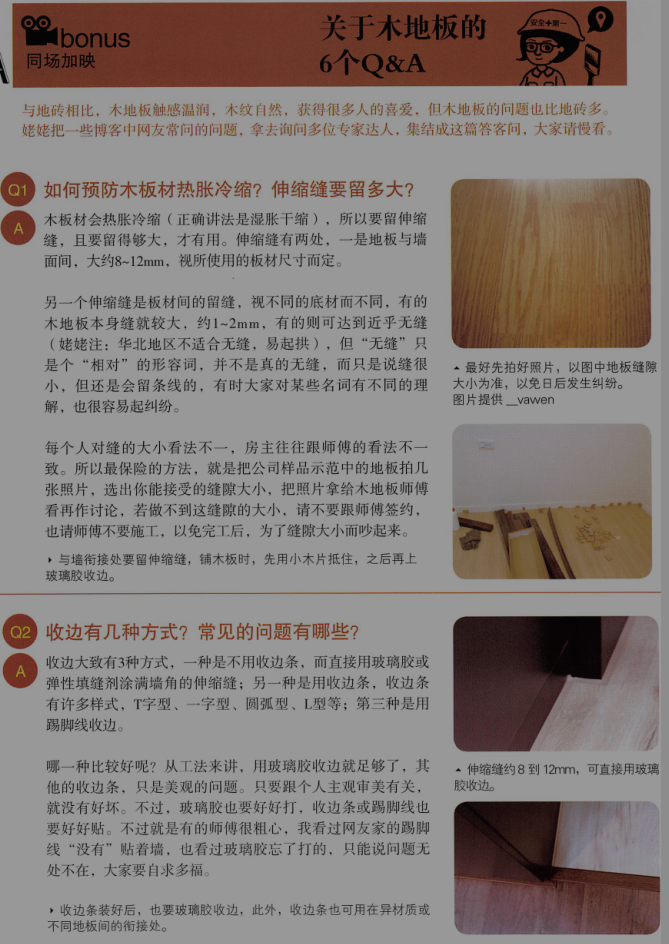 bonus
同场加映
关于木地板的
6个Q&A
安全+第一
与地砖相比，木地板触感温润，木纹自然，获得很多人的喜爱，但木地板的问题也比地砖多。
姥姥把一些博客中网友常问的问题，拿去询问多位专家达人，集结成这篇答客问，大家请慢看。
Q1 如何预防木板材热胀冷缩？伸缩缝要留多大？
A
木板材会热胀冷缩（正确讲法是湿胀干缩），所以要留伸缩
缝，且要留得够大，才有用。伸缩缝有两处，一是地板与墙
面间，大约8~12mm，视所使用的板材尺寸而定。
另一个伸缩缝是板材间的留缝，视不同的底材而不同，有的
木地板本身缝就较大，约1~2mm，有的则可达到近乎无缝
（姥姥注：华北地区不适合无缝，易起拱），但“无缝”只
是个“相对”的形容词，并不是真的无缝，而只是说缝很
小，但还是会留条线的，有时大家对某些名词有不同的理
解，也很容易起纠纷。
每个人对缝的大小看法不一，房主往往跟师傅的看法不一
致。所以最保险的方法，就是把公司样品示范中的地板拍几
张照片，选出你能接受的缝隙大小，把照片拿给木地板师傅
看再作讨论，若做不到这缝隙的大小，请不要跟师傅签约，
也请师傅不要施工，以免完工后，为了缝隙大小而吵起来。
与墙衔接处要留伸缩缝，铺木板时，先用小木片抵住，之后再上
玻璃胶收边。
最好先拍好照片，以图中地板缝隙
大小为准，以免日后发生纠纷。
图片提供＿vawen
Q2 收边有几种方式？常见的问题有哪些？
A
收边大致有3种方式，一种是不用收边条，而直接用玻璃胶或
弹性填缝剂涂满墙角的伸缩缝；另一种是用收边条，收边条
有许多样式，T字型、一字型、圆弧型、L型等；第三种是用
踢脚线收边。
哪一种比较好呢？从工法来讲，用玻璃胶收边就足够了，其
他的收边条，只是美观的问题。只要跟个人主观审美有关，
就没有好坏。不过，玻璃胶也要好好打，收边条或踢脚线也
要好好贴。不过就是有的师傅很粗心，我看过网友家的踢脚
线“没有”贴着墙，也看过玻璃胶忘了打的，只能说问题无
处不在，大家要自求多福。
收边条装好后，也要玻璃胶收边，此外，收边条也可用在异材质或
不同地板间的衔接处。
伸缩缝约8到12mm，可直接用玻璃
胶收边。